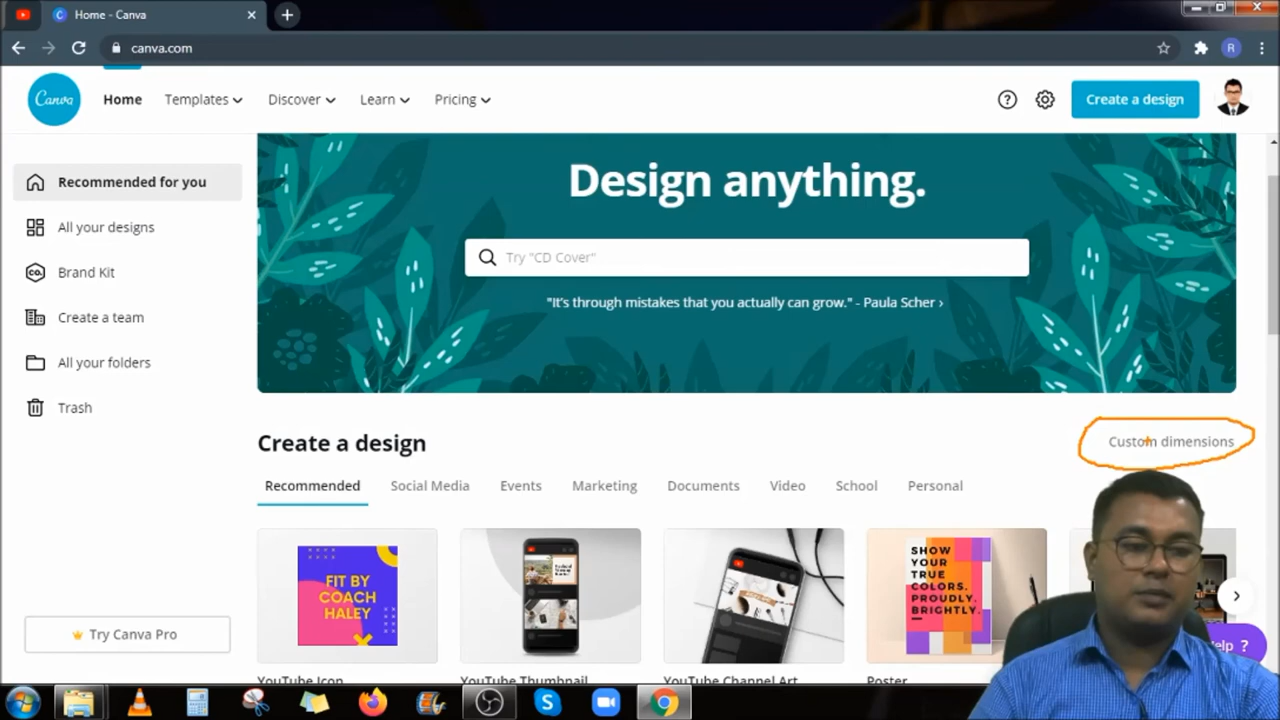 Home - Canva
canva.com
Canva
Home
Templates
Discover
Learn
Pricing
Create a design
Recommended for you
All your designs
Brand Kit
Create a team
All your folders
Trash
Try Canva Pro
Design anything.
Try "CD Cover"
"It's through mistakes that you actually can grow." - Paula Scher ›
Create a design
Custom dimensions
Recommended
Social Media
Events
Marketing
Documents
Video
School
Personal
FIT BY
COACH
HALEY
SHOW
YOUR
TRUE
COLORS.
PROUDLY.
BRIGHTLY.
YouTube Icon
YouTube Thumbnail
YouTube Channel Art
Poster
R
CO.
?